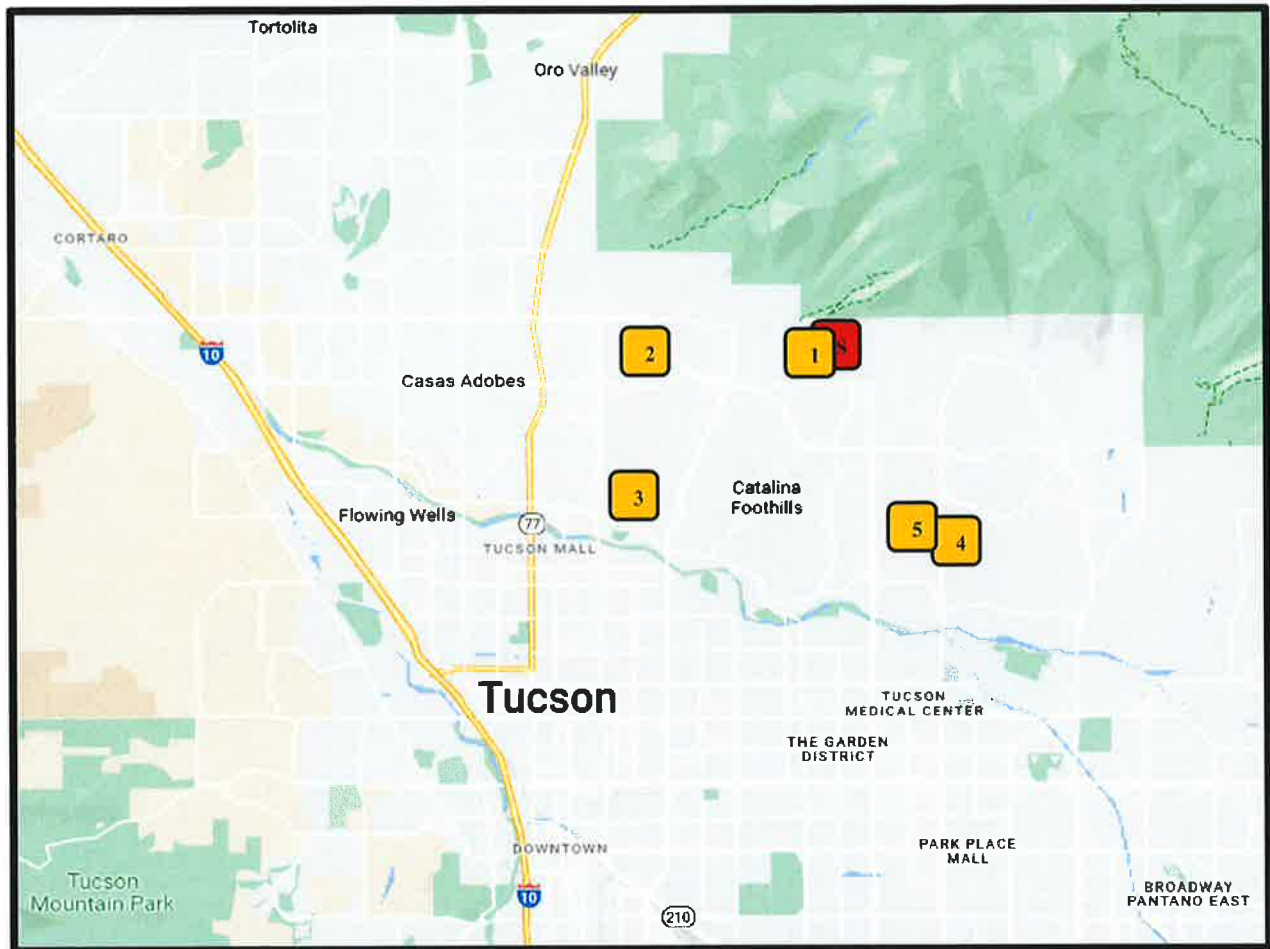 Tortolita
Oro Valley
CORTARO
10
2
1
S
Casas Adobes
3
Catalina
Foothills
Flowing Wells
77
TUCSON MALL
5
4
Tucson
TUCSON
MEDICAL CENTER
THE GARDEN
DISTRICT
DOWNTOWN
PARK PLACE
MALL
Tucson
Mountain Park
10
210
BROADWAY
PANTANO EAST